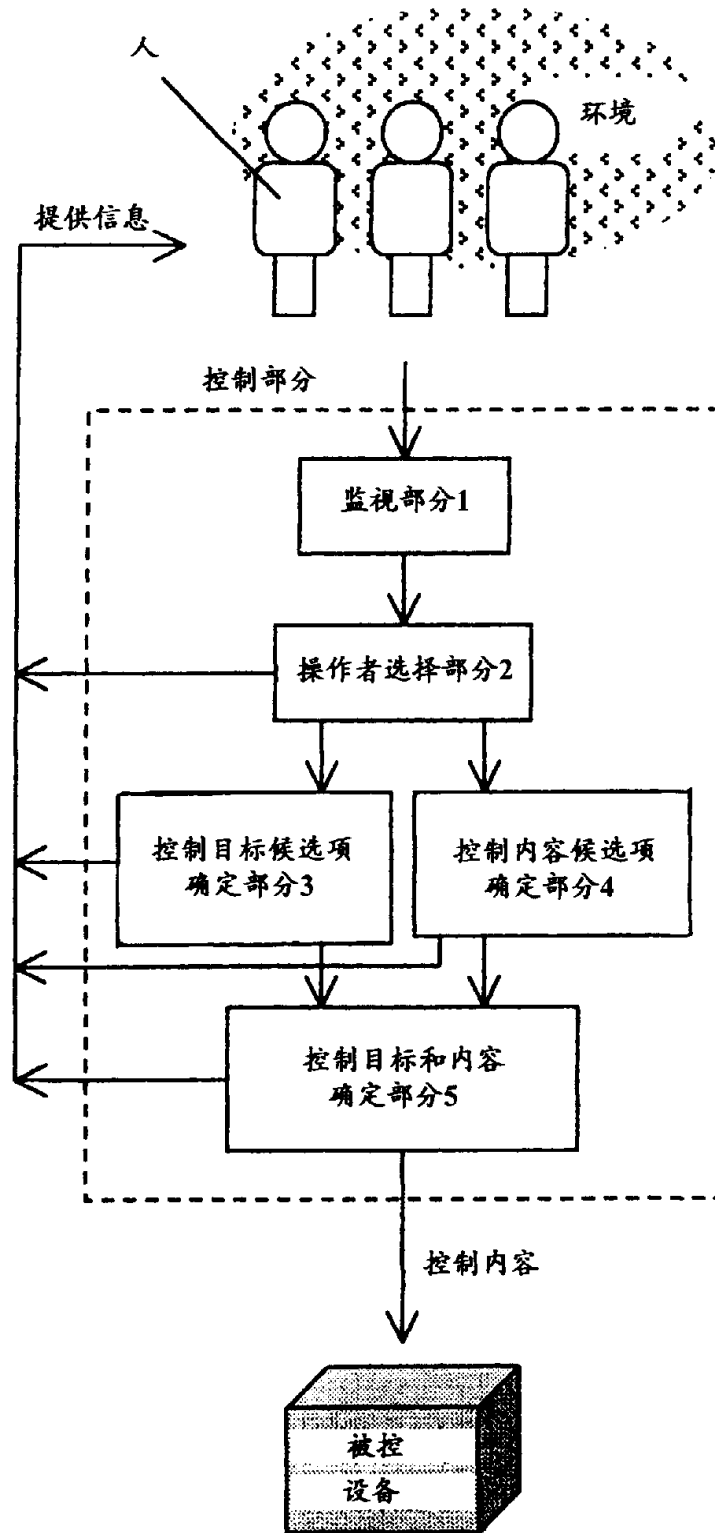 人
环境
提供信息
控制部分
监视部分1
操作者选择部分2
控制目标候选项
确定部分3
控制内容候选项
确定部分4
控制目标和内容
确定部分5
控制内容
被控
设备